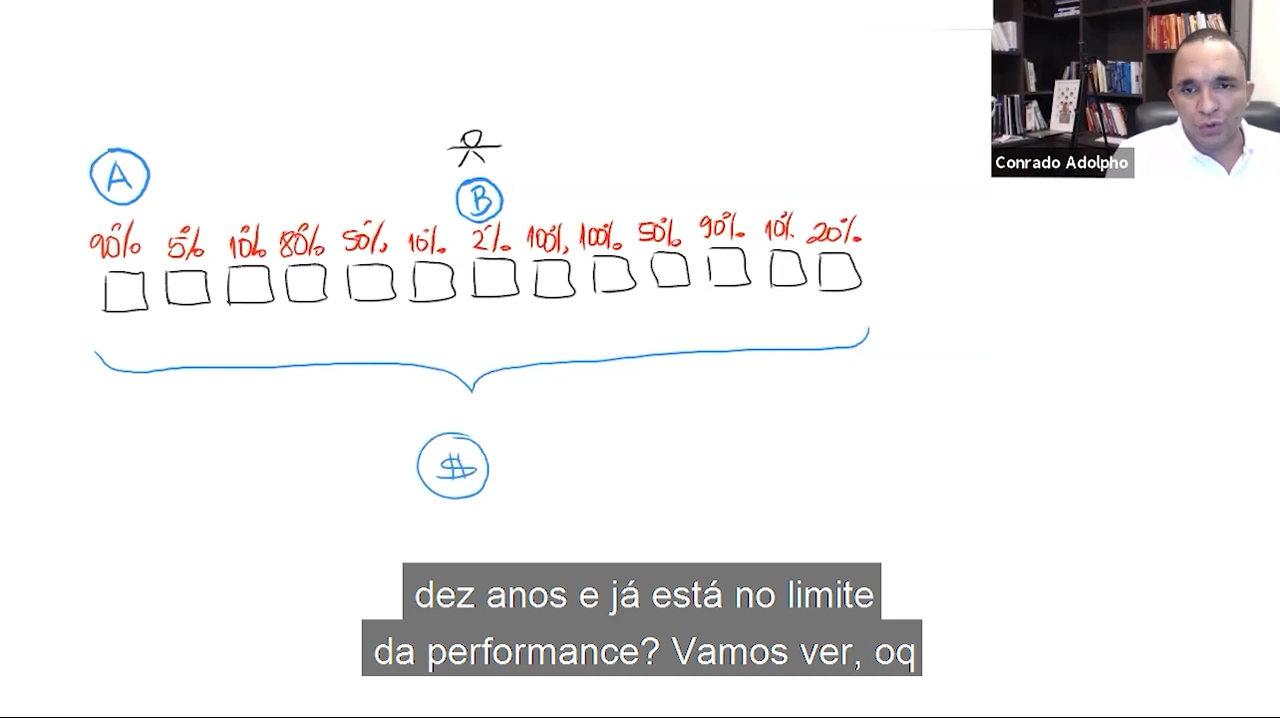 Conrado Adolpho
A
B
90% 5% 10% 80% 50% 10% 2% 100% 100% 50% 90% 10% 20%
$
dez anos e já está no limite
da performance? Vamos ver, oq